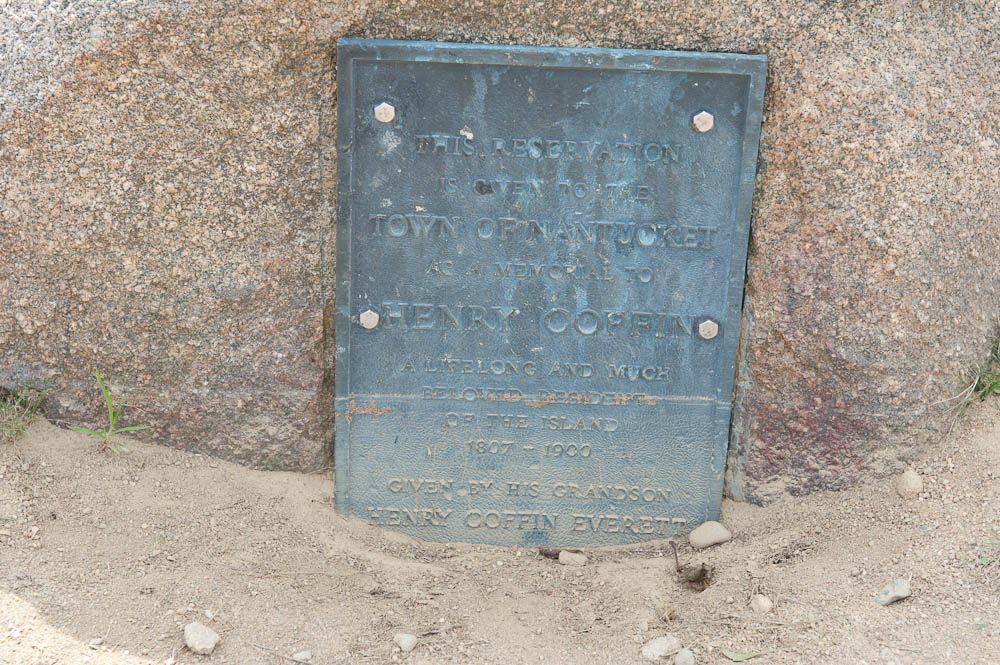 THIS RESERVATION
IS GIVEN TO THE
TOWN OF NANTUCKET
AS A MEMORIAL TO
HENRY COFFIN
A LIFELONG AND MUCH
BELOVED RESIDENT
OF THE ISLAND
1807 - 1900
GIVEN BY HIS GRANDSON
HENRY COFFIN EVERETT